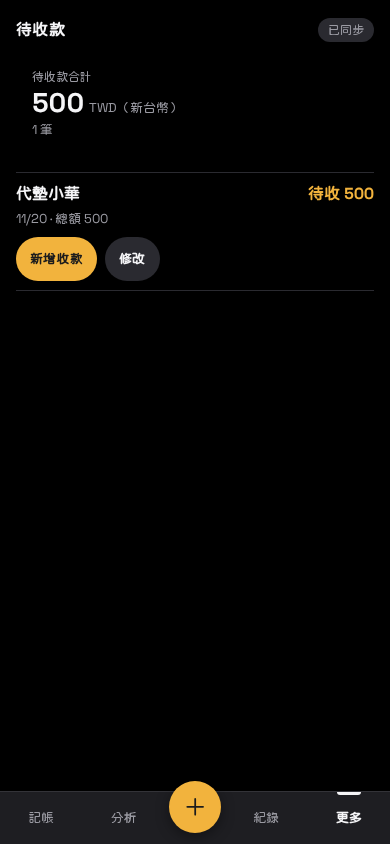 待收款
已同步
待收款合計
500 TWD（新台幣）
1 筆
代墊小華
待收 500
11/20 · 總額 500
新增收款
修改
記帳
分析
紀錄
更多